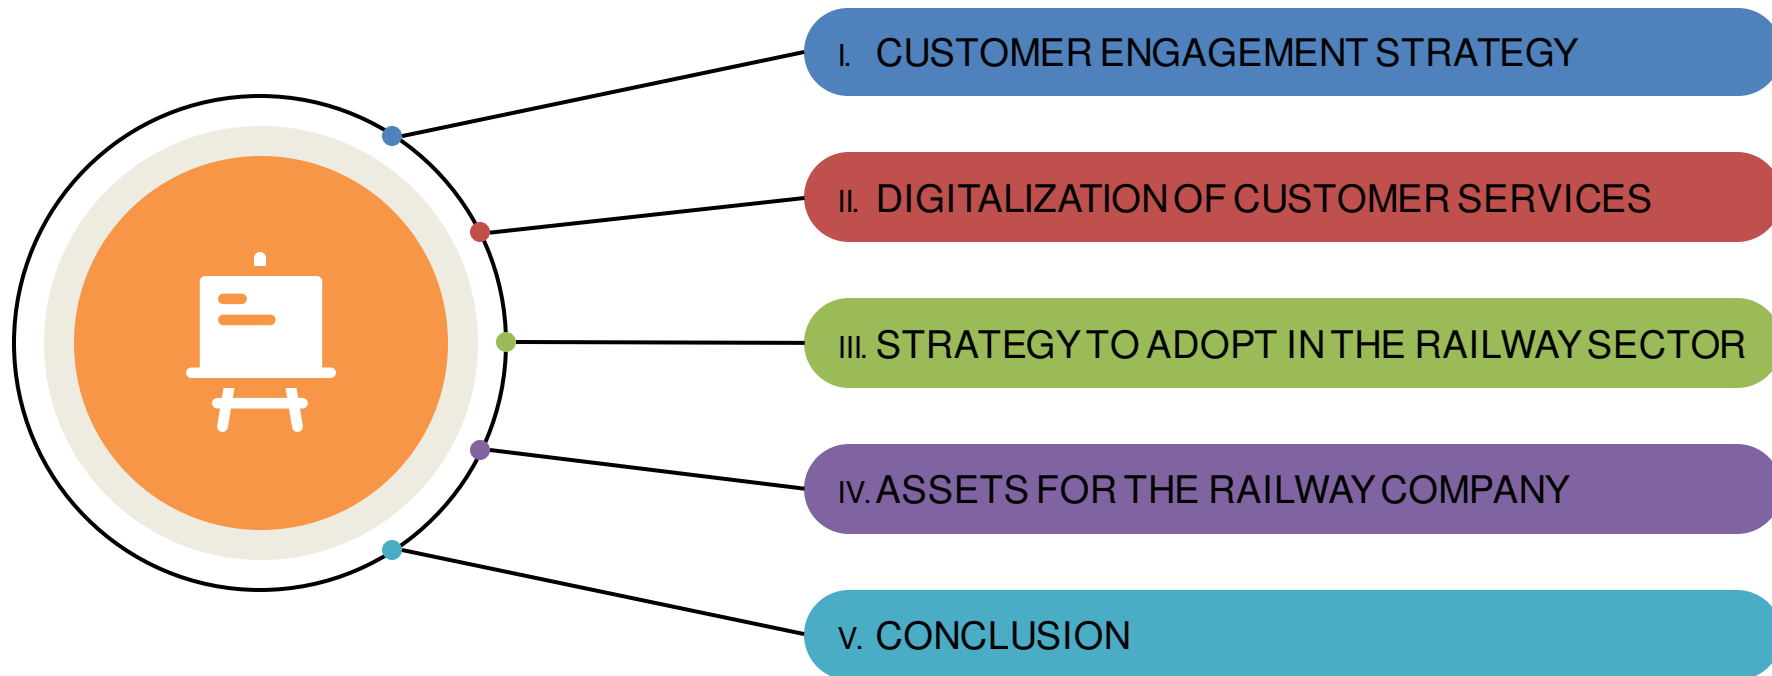 I. CUSTOMER ENGAGEMENT STRATEGY
II. DIGITALIZATION OF CUSTOMER SERVICES
III. STRATEGY TO ADOPT IN THE RAILWAY SECTOR
IV. ASSETS FOR THE RAILWAY COMPANY
V. CONCLUSION